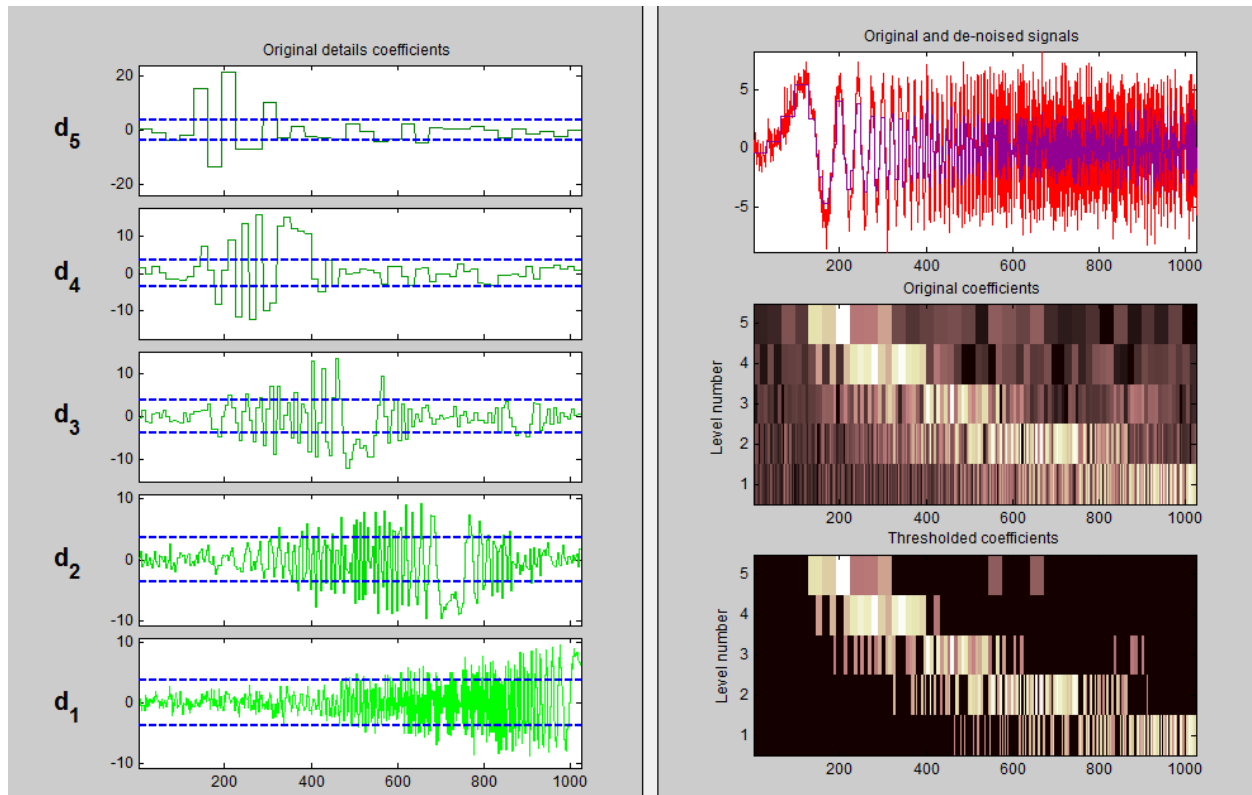 Original details coefficients
d5
20
0
-20
d4
10
0
-10
d3
10
0
-10
d2
10
0
-10
d1
10
0
-10
200 400 600 800 1000
Original and de-noised signals
5
0
-5
200 400 600 800 1000
Original coefficients
Level number
5
4
3
2
1
200 400 600 800 1000
Thresholded coefficients
Level number
5
4
3
2
1
200 400 600 800 1000